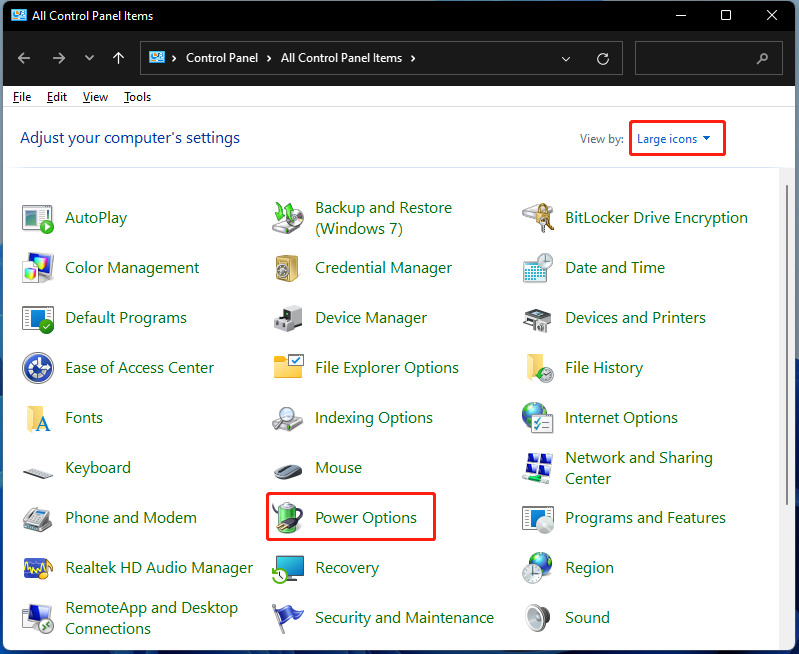 All Control Panel Items
Control Panel > All Control Panel Items >
File Edit View Tools
Adjust your computer's settings
View by: Large icons
AutoPlay
Backup and Restore
(Windows 7)
BitLocker Drive Encryption
Color Management
Credential Manager
Date and Time
Default Programs
Device Manager
Devices and Printers
Ease of Access Center
File Explorer Options
File History
Fonts
Indexing Options
Internet Options
Keyboard
Mouse
Network and Sharing
Center
Phone and Modem
Power Options
Programs and Features
Realtek HD Audio Manager
Recovery
Region
RemoteApp and Desktop
Connections
Security and Maintenance
Sound